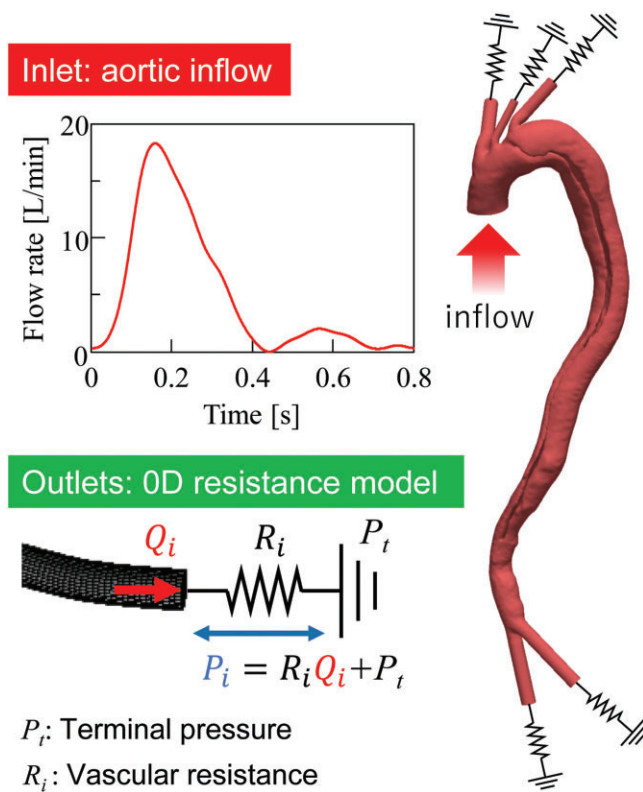 Inlet: aortic inflow
Flow rate [L/min]
20
10
0
0 0.2 0.4 0.6 0.8
Time [s]
inflow
Outlets: 0D resistance model
Qᵢ Rᵢ Pₜ
Pᵢ = RᵢQᵢ+Pₜ
Pₜ: Terminal pressure
Rᵢ: Vascular resistance